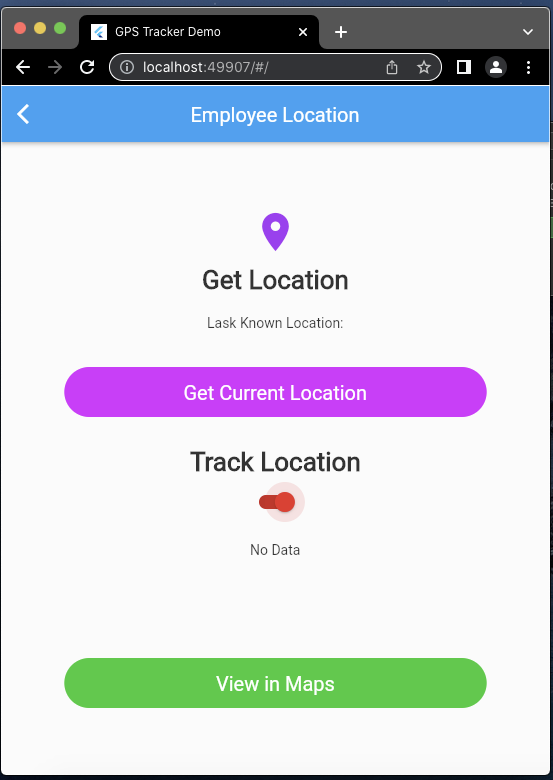 GPS Tracker Demo
localhost:49907/#/
Employee Location
Get Location
Lask Known Location:
Get Current Location
Track Location
No Data
View in Maps